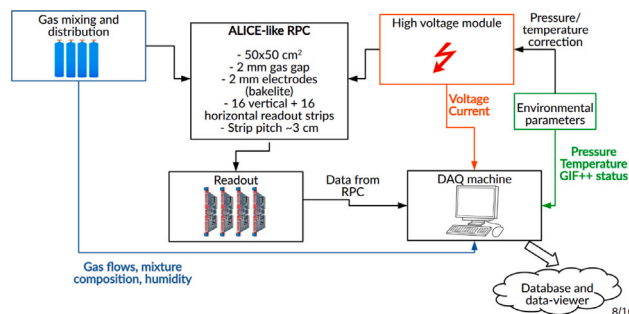 Gas mixing and
distribution
ALICE-like RPC
- 50x50 cm²
- 2 mm gas gap
- 2 mm electrodes
(bakelite)
- 16 vertical + 16
horizontal readout strips
- Strip pitch ~3 cm
High voltage module
Pressure/
temperature
correction
Voltage
Current
Environmental
parameters
Pressure
Temperature
GIF++ status
Readout
Data from
RPC
DAQ machine
Gas flows, mixture
composition, humidity
Database and
data-viewer